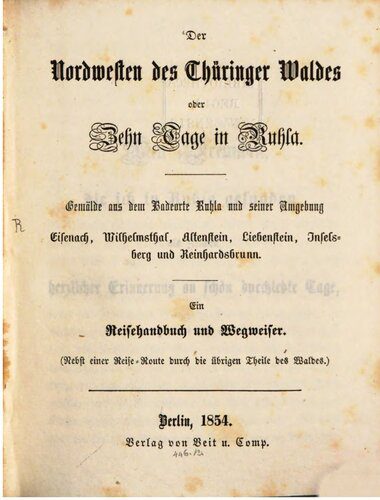 Der
Nordwesten des Thüringer Waldes
oder
Zehn Tage in Ruhla.
Gemälde aus dem Badeorte Ruhla und seiner Umgebung
Eisenach, Wilhelmsthal, Altenstein, Liebenstein, Insels-
berg und Reinhardsbrunn.
Ein
Reisehandbuch und Wegweiser.
(Nebst einer Reise-Route durch die übrigen Theile des Waldes.)
Berlin, 1854.
Verlag von Veit u. Comp.